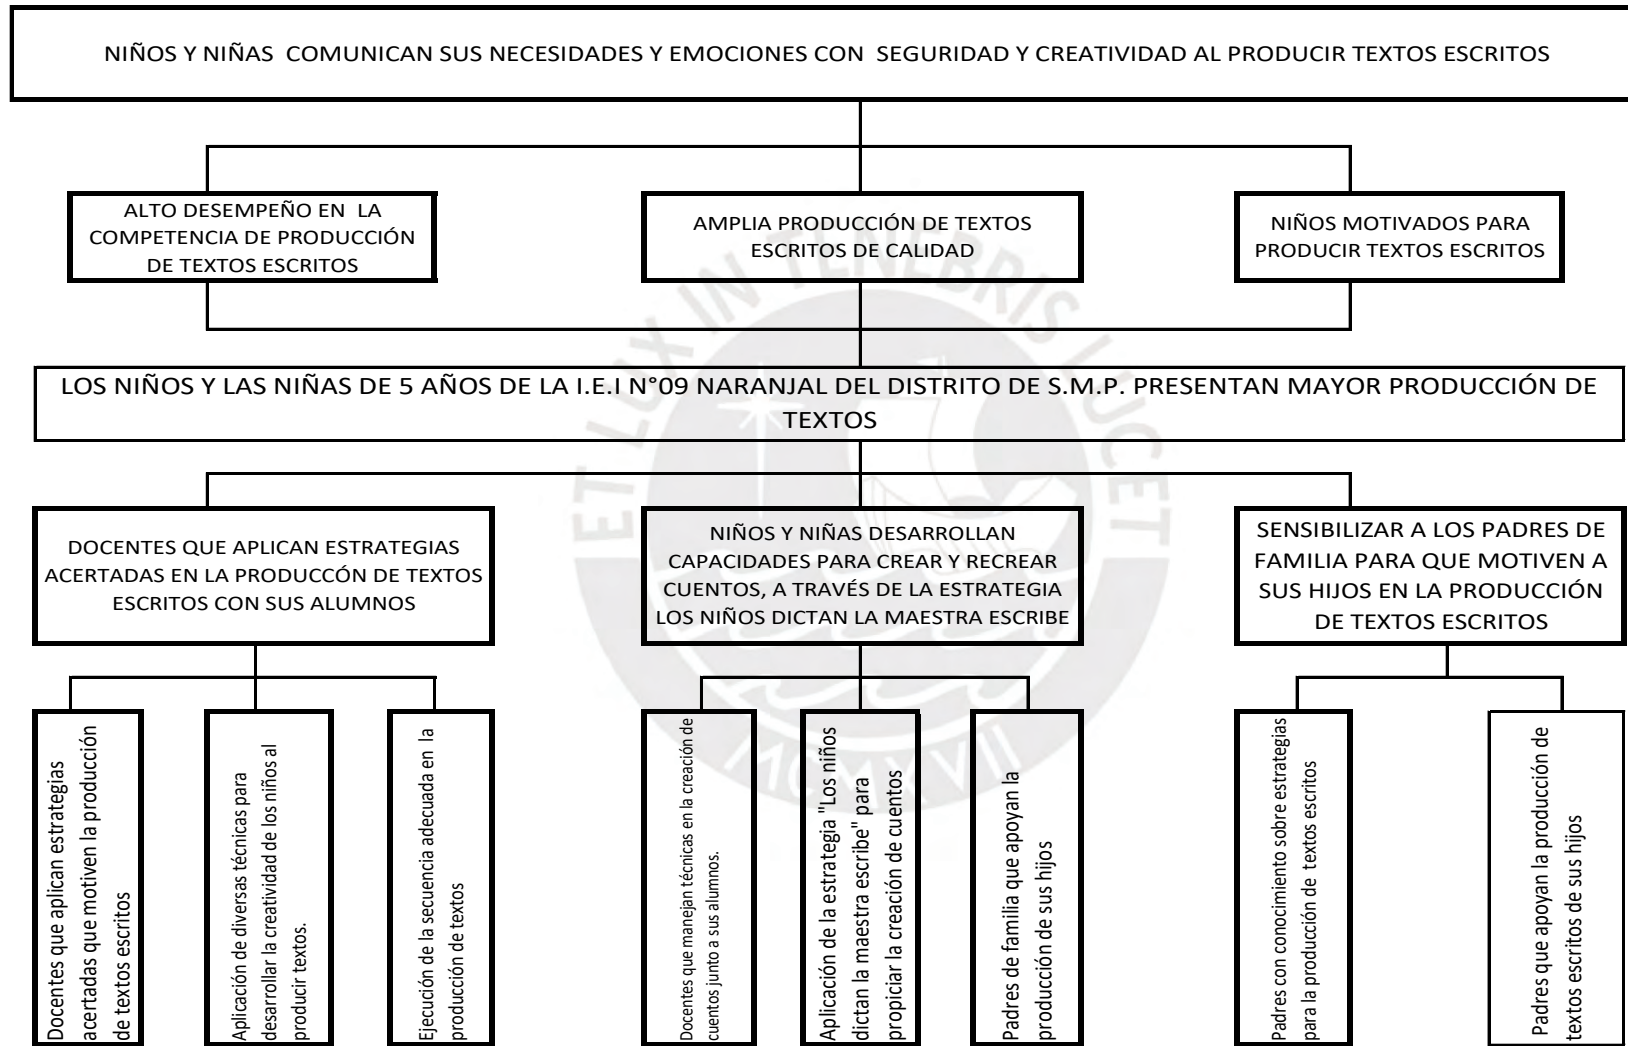 NIÑOS Y NIÑAS COMUNICAN SUS NECESIDADES Y EMOCIONES CON SEGURIDAD Y CREATIVIDAD AL PRODUCIR TEXTOS ESCRITOS
ALTO DESEMPEÑO EN LA
COMPETENCIA DE PRODUCCIÓN
DE TEXTOS ESCRITOS
AMPLIA PRODUCCIÓN DE TEXTOS
ESCRITOS DE CALIDAD
NIÑOS MOTIVADOS PARA
PRODUCIR TEXTOS ESCRITOS
LOS NIÑOS Y LAS NIÑAS DE 5 AÑOS DE LA I.E.I N°09 NARANJAL DEL DISTRITO DE S.M.P. PRESENTAN MAYOR PRODUCCIÓN DE
TEXTOS
DOCENTES QUE APLICAN ESTRATEGIAS
ACERTADAS EN LA PRODUCCÓN DE TEXTOS
ESCRITOS CON SUS ALUMNOS
NIÑOS Y NIÑAS DESARROLLAN
CAPACIDADES PARA CREAR Y RECREAR
CUENTOS, A TRAVÉS DE LA ESTRATEGIA
LOS NIÑOS DICTAN LA MAESTRA ESCRIBE
SENSIBILIZAR A LOS PADRES DE
FAMILIA PARA QUE MOTIVEN A
SUS HIJOS EN LA PRODUCCIÓN
DE TEXTOS ESCRITOS
Docentes que aplican estrategias
acertadas que motiven la producción
de textos escritos
Aplicación de diversas técnicas para
desarrollar la creatividad de los niños al
producir textos.
Ejecución de la secuencia adecuada en la
producción de textos
Docentes que manejan técnicas en la creación de
cuentos junto a sus alumnos.
Aplicación de la estrategia "Los niños
dictan la maestra escribe" para
propiciar la creación de cuentos
Padres de familia que apoyan la
producción de sus hijos
Padres con conocimiento sobre estrategias
para la producción de textos escritos
Padres que apoyan la producción de
textos escritos de sus hijos
ET LUX IN TENEBRIS LUCET
MCMXVII